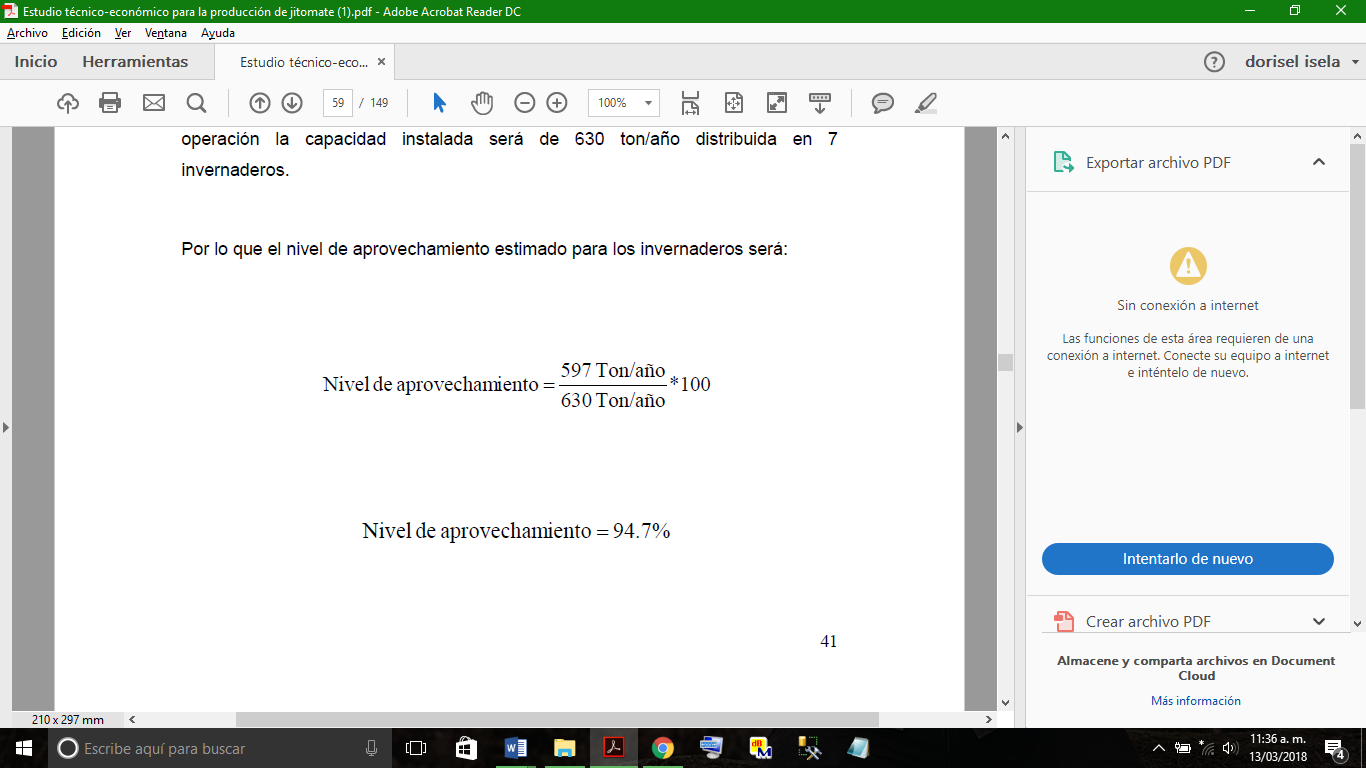 Estudio técnico-económico para la producción de jitomate (1).pdf - Adobe Acrobat Reader DC
Archivo Edición Ver Ventana Ayuda
Inicio Herramientas Estudio técnico-eco... × dorisel isela
59 / 149 100%
operación la capacidad instalada será de 630 ton/año distribuida en 7
invernaderos.
Por lo que el nivel de aprovechamiento estimado para los invernaderos será:
Nivel de aprovechamiento = 597 Ton/año / 630 Ton/año *100
Nivel de aprovechamiento = 94.7%
41
210 x 297 mm
Exportar archivo PDF
Sin conexión a internet
Las funciones de esta área requieren de una
conexión a internet. Conecte su equipo a internet
e inténtelo de nuevo.
Intentarlo de nuevo
Crear archivo PDF
Almacene y comparta archivos en Document
Cloud
Más información
Escribe aquí para buscar
11:36 a. m.
13/03/2018
4